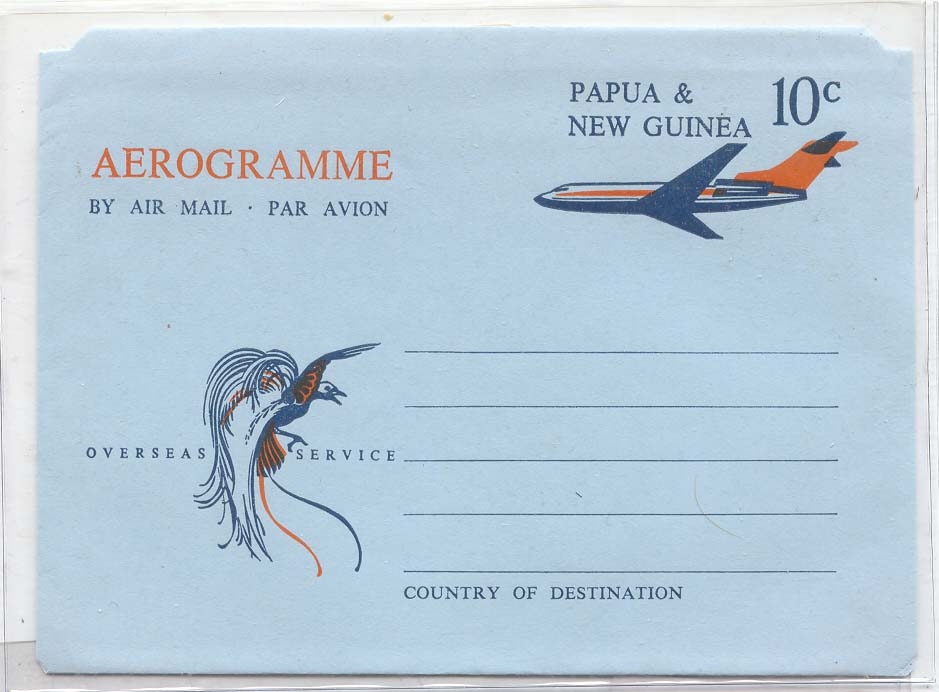 PAPUA &
NEW GUINEA
10c
AEROGRAMME
BY AIR MAIL · PAR AVION
OVERSEAS SERVICE
COUNTRY OF DESTINATION